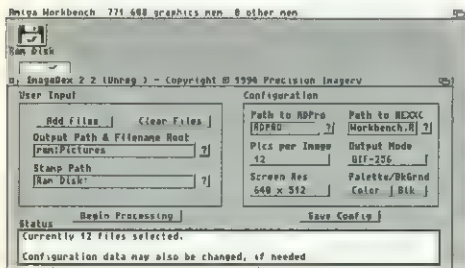 Amiga Workbench 771,608 graphics mem 0 other mem
Ram Disk
ImageDex 2.2 (Unreg.) - Copyright © 1994 Precision Imagery
User Input
Configuration
Add Files
Clear Files
Path to ADPro
Path to REXXC
ADPRO
?
Workbench.R
?
Output Path & Filename Root
ram:Pictures
?
Pics per Image
Output Mode
12
GIF-256
Stamp Path
Ram Disk:
?
Screen Res
Palette/BkGrnd
640 x 512
Color
Blk
Begin Processing
Save Config
Status
Currently 12 files selected.
Configuration data may also be changed, if needed